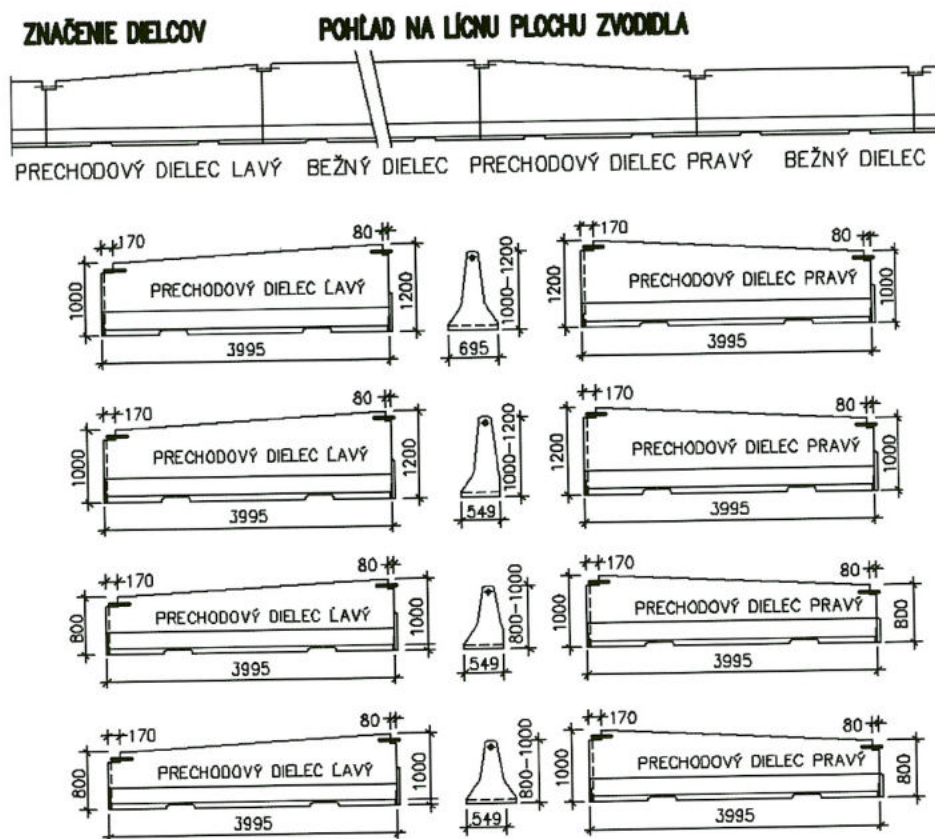 ZNAČENIE DIELCOV POHĽAD NA LÍCNU PLOCHU ZVODIDLA
PRECHODOVÝ DIELEC ĽAVÝ BEŽNÝ DIELEC PRECHODOVÝ DIELEC PRAVÝ BEŽNÝ DIELEC
170 80 170 80
1000 PRECHODOVÝ DIELEC ĽAVÝ 1200 1000-1200 1200 PRECHODOVÝ DIELEC PRAVÝ 1000
3995 695 3995
170 80 170 80
1000 PRECHODOVÝ DIELEC ĽAVÝ 1200 1000-1200 1200 PRECHODOVÝ DIELEC PRAVÝ 1000
3995 549 3995
170 80 170 80
800 PRECHODOVÝ DIELEC ĽAVÝ 1000 800-1000 1000 PRECHODOVÝ DIELEC PRAVÝ 800
3995 549 3995
170 80 170 80
800 PRECHODOVÝ DIELEC ĽAVÝ 1000 800-1000 1000 PRECHODOVÝ DIELEC PRAVÝ 800
3995 549 3995